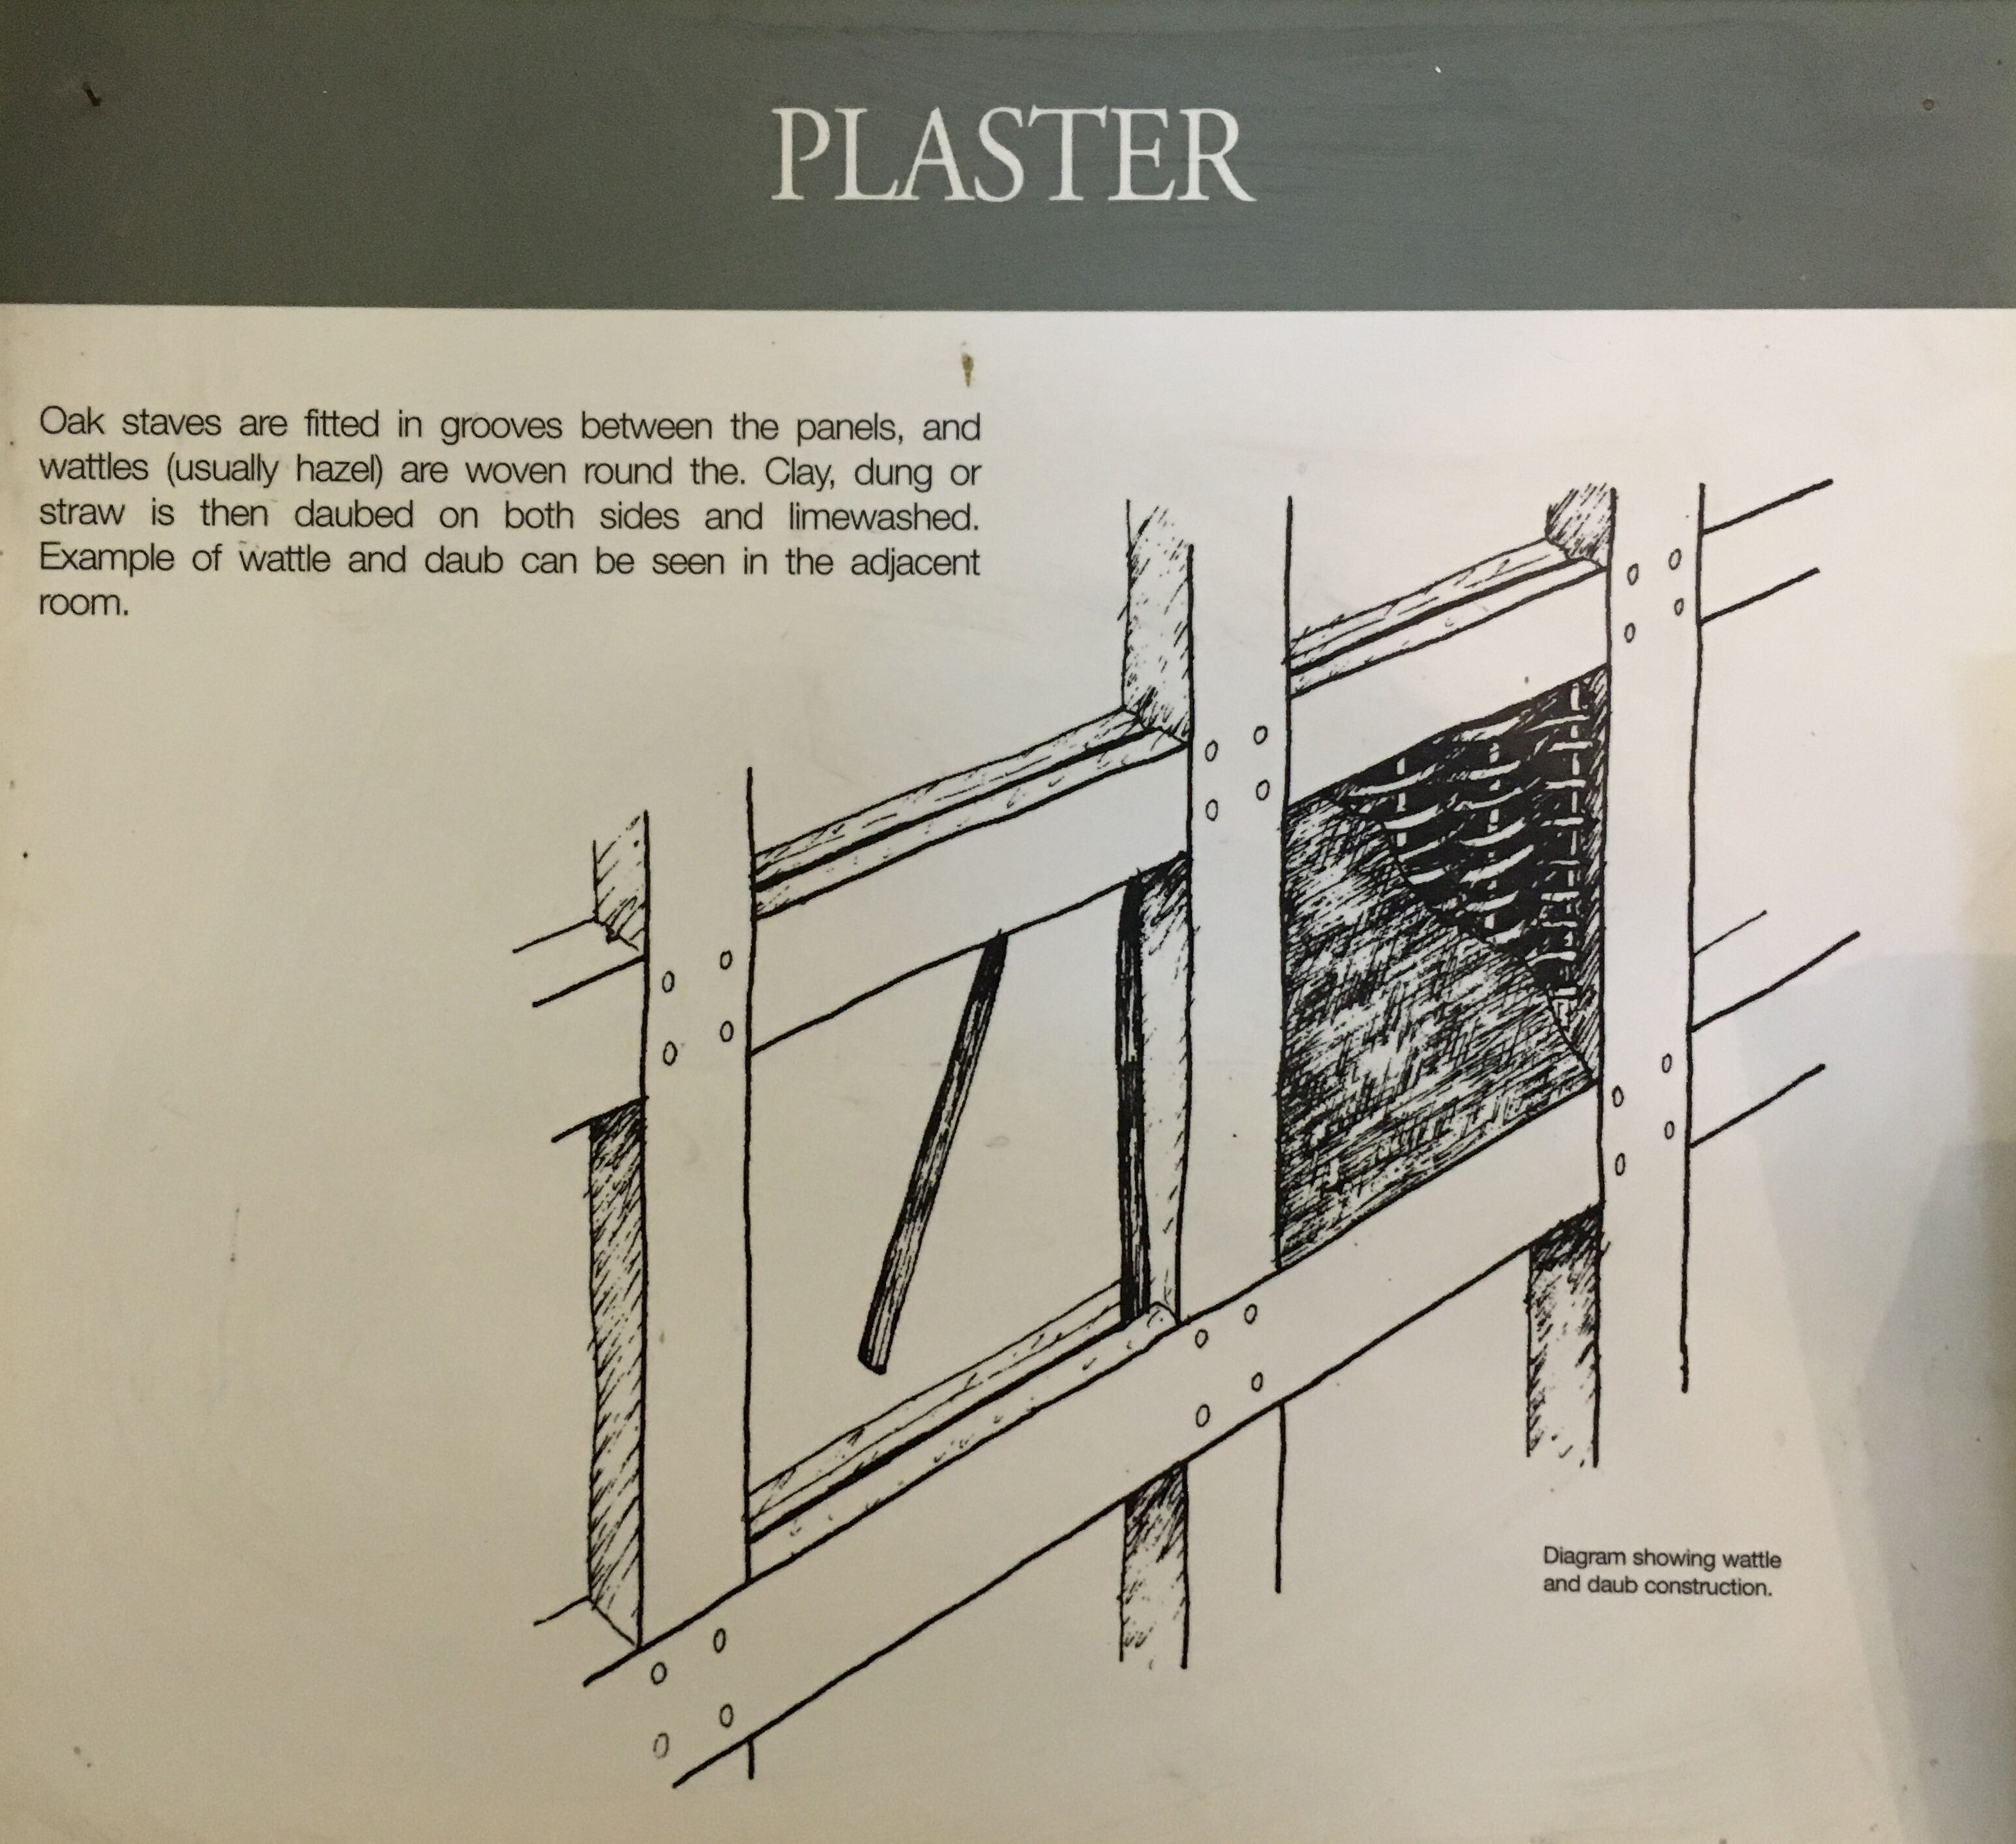 PLASTER
Oak staves are fitted in grooves between the panels, and
wattles (usually hazel) are woven round the. Clay, dung or
straw is then daubed on both sides and limewashed.
Example of wattle and daub can be seen in the adjacent
room.
Diagram showing wattle
and daub construction.